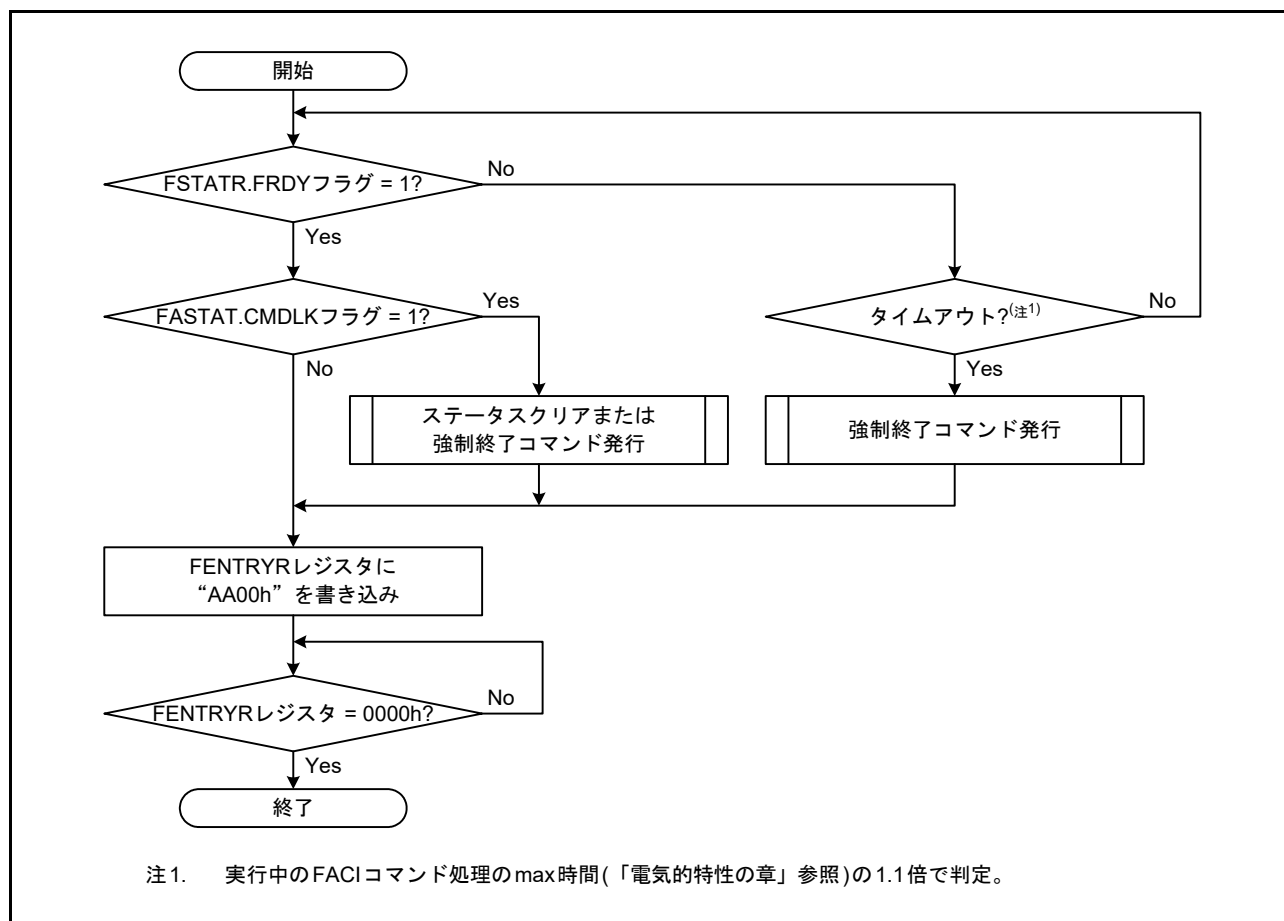 開始
FSTATR.FRDYフラグ = 1?
No
Yes
FASTAT.CMDLKフラグ = 1?
Yes
No
タイムアウト?(注1)
No
Yes
ステータスクリアまたは
強制終了コマンド発行
強制終了コマンド発行
FENTRYRレジスタに
“AA00h”を書き込み
FENTRYRレジスタ = 0000h?
No
Yes
終了
注1. 実行中のFACIコマンド処理のmax時間(「電気的特性の章」参照)の1.1倍で判定。